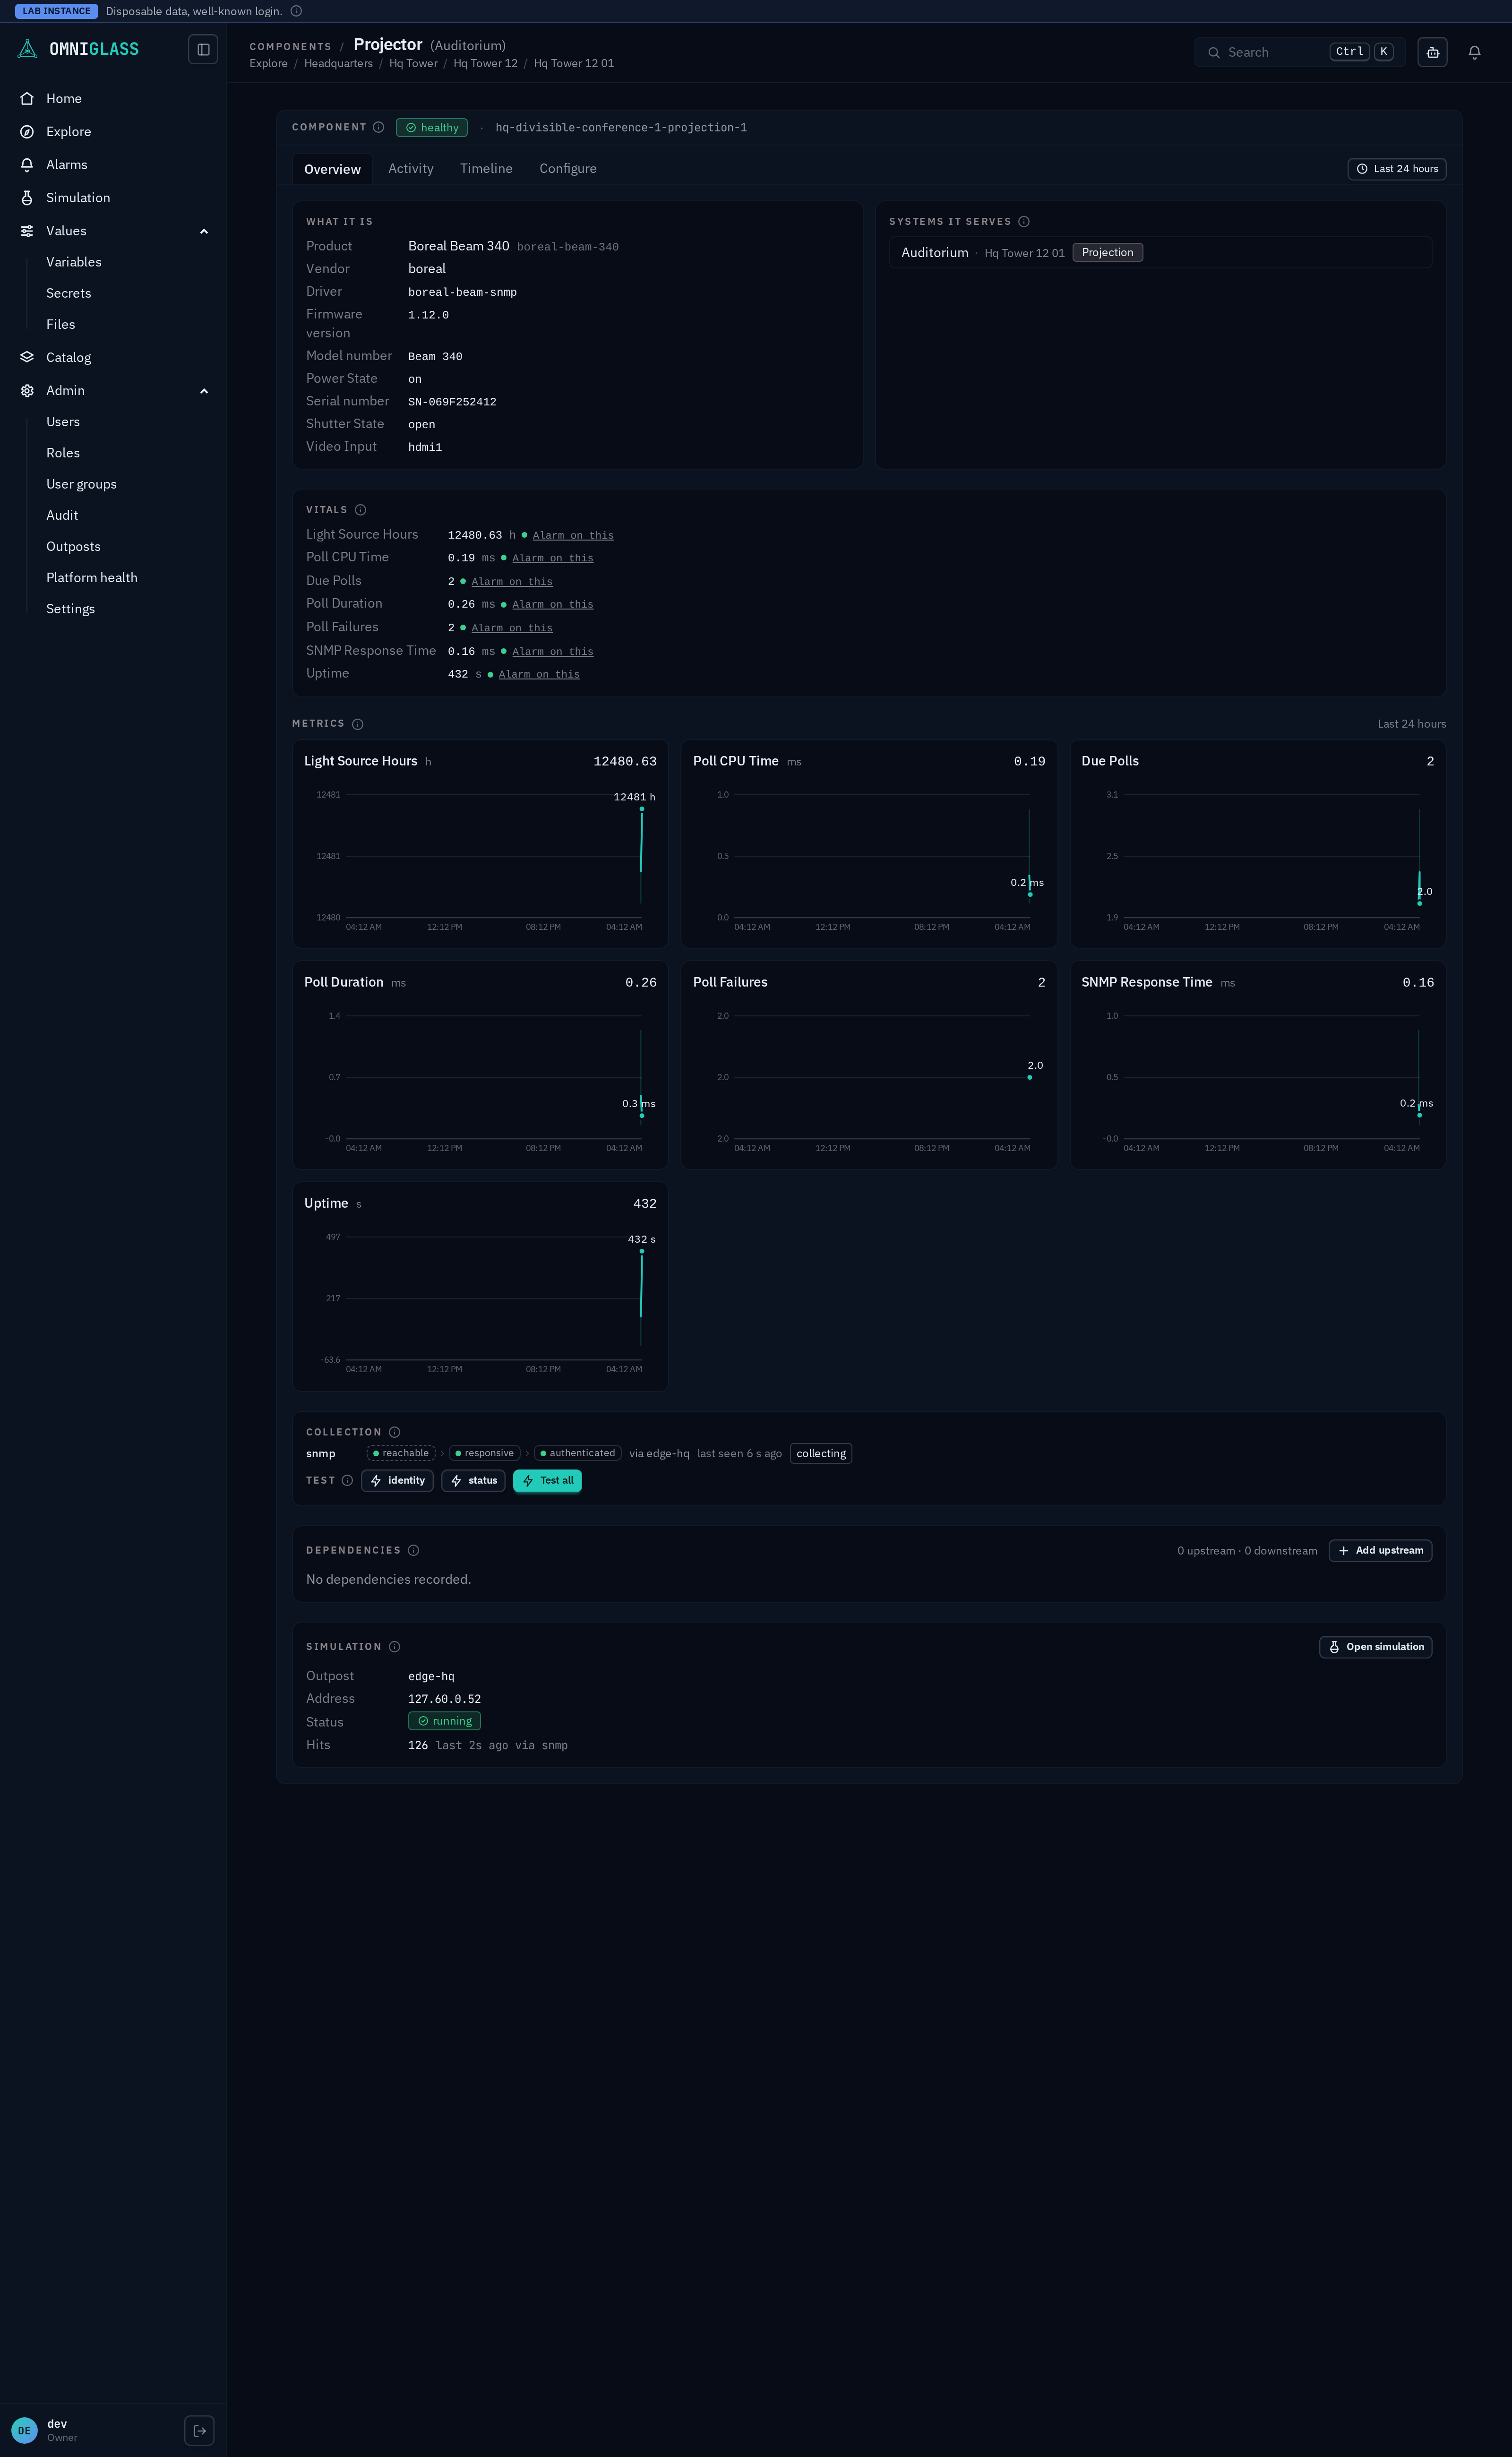 LAB INSTANCE Disposable data, well-known login.
OMNIGLASS
Home
Explore
Alarms
Simulation
Values
Variables
Secrets
Files
Catalog
Admin
Users
Roles
User groups
Audit
Outposts
Platform health
Settings
DE dev
Owner
COMPONENTS / Projector (Auditorium)
Explore / Headquarters / Hq Tower / Hq Tower 12 / Hq Tower 12 01
Search Ctrl K
COMPONENT healthy · hq-divisible-conference-1-projection-1
Overview Activity Timeline Configure Last 24 hours
WHAT IT IS
Product Boreal Beam 340 boreal-beam-340
Vendor boreal
Driver boreal-beam-snmp
Firmware version 1.12.0
Model number Beam 340
Power State on
Serial number SN-069F252412
Shutter State open
Video Input hdmi1
SYSTEMS IT SERVES
Auditorium · Hq Tower 12 01 Projection
VITALS
Light Source Hours 12480.63 h Alarm on this
Poll CPU Time 0.19 ms Alarm on this
Due Polls 2 Alarm on this
Poll Duration 0.26 ms Alarm on this
Poll Failures 2 Alarm on this
SNMP Response Time 0.16 ms Alarm on this
Uptime 432 s Alarm on this
METRICS Last 24 hours
Light Source Hours h 12480.63
12481 h
12481
12481
12480
04:12 AM 12:12 PM 08:12 PM 04:12 AM
Poll CPU Time ms 0.19
1.0
0.5
0.2 ms
0.0
04:12 AM 12:12 PM 08:12 PM 04:12 AM
Due Polls 2
3.1
2.5
2.0
1.9
04:12 AM 12:12 PM 08:12 PM 04:12 AM
Poll Duration ms 0.26
1.4
0.7
0.3 ms
-0.0
04:12 AM 12:12 PM 08:12 PM 04:12 AM
Poll Failures 2
2.0
2.0
2.0
2.0
04:12 AM 12:12 PM 08:12 PM 04:12 AM
SNMP Response Time ms 0.16
1.0
0.5
0.2 ms
-0.0
04:12 AM 12:12 PM 08:12 PM 04:12 AM
Uptime s 432
497
432 s
217
-63.6
04:12 AM 12:12 PM 08:12 PM 04:12 AM
COLLECTION
snmp reachable › responsive › authenticated via edge-hq last seen 6 s ago collecting
TEST identity status Test all
DEPENDENCIES 0 upstream · 0 downstream Add upstream
No dependencies recorded.
SIMULATION Open simulation
Outpost edge-hq
Address 127.60.0.52
Status running
Hits 126 last 2s ago via snmp